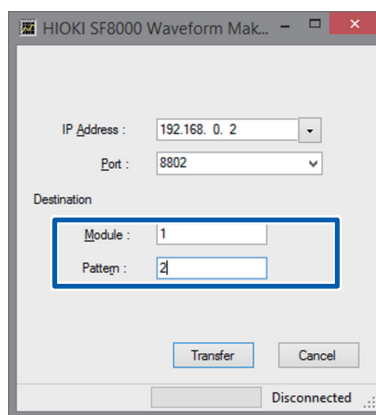 HIOKI SF8000 Waveform Mak...
IP Address : 192.168. 0. 2
Port : 8802
Destination
Module : 1
Pattern : 2
Transfer Cancel
Disconnected